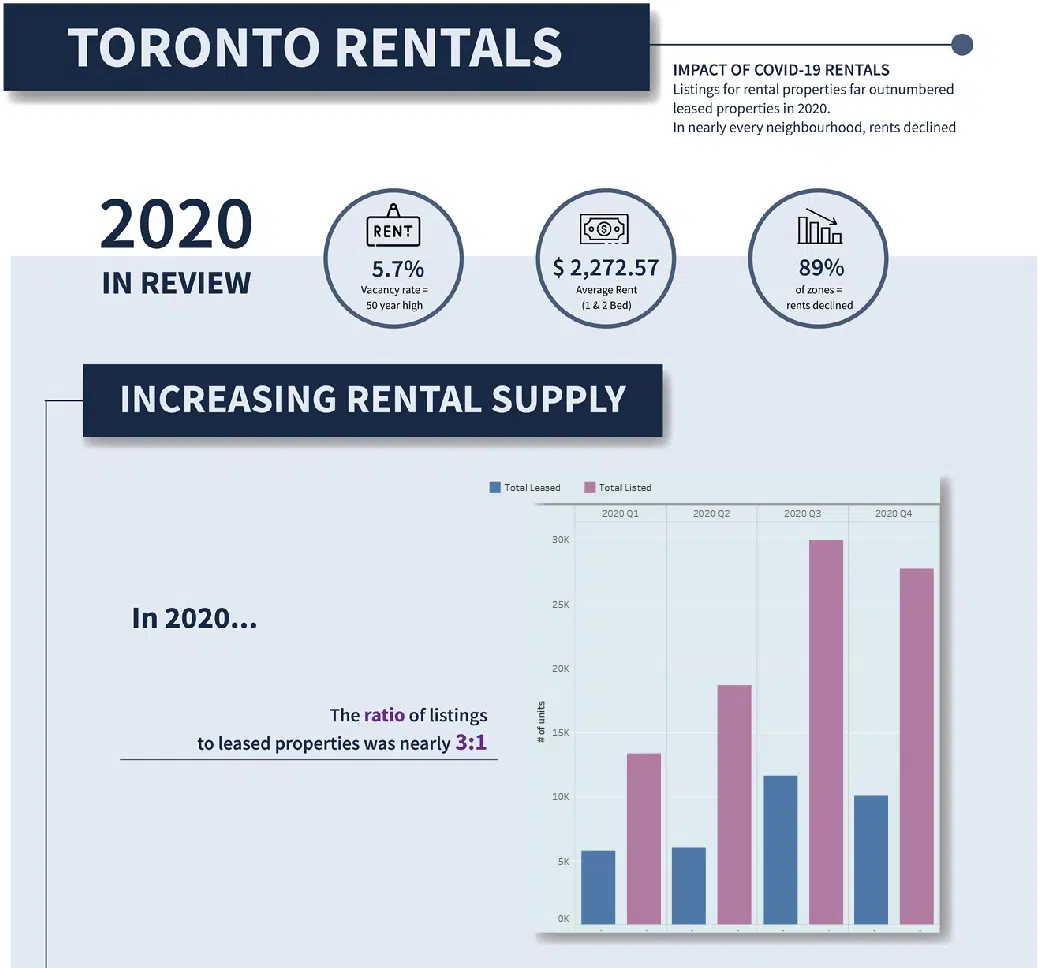 TORONTO RENTALS
IMPACT OF COVID-19 RENTALS
Listings for rental properties far outnumbered
leased properties in 2020.
In nearly every neighbourhood, rents declined
2020
IN REVIEW
RENT
5.7%
Vacancy rate =
50 year high
$
$ 2,272.57
Average Rent
(1 & 2 Bed)
89%
of zones =
rents declined
INCREASING RENTAL SUPPLY
In 2020...
The ratio of listings
to leased properties was nearly 3:1
Total Leased
Total Listed
2020 Q1
2020 Q2
2020 Q3
2020 Q4
# of units
30K
25K
20K
15K
10K
5K
0K